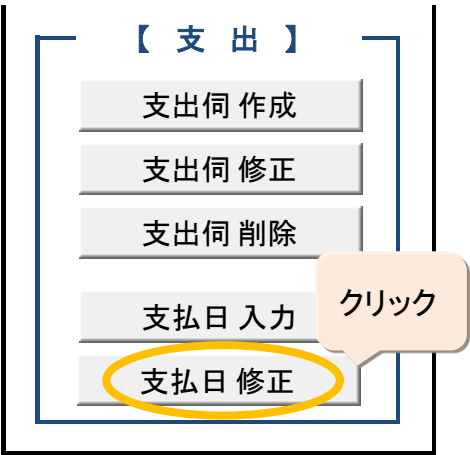 【 支 出 】
支出伺 作成
支出伺 修正
支出伺 削除
支払日 入力
クリック
支払日 修正